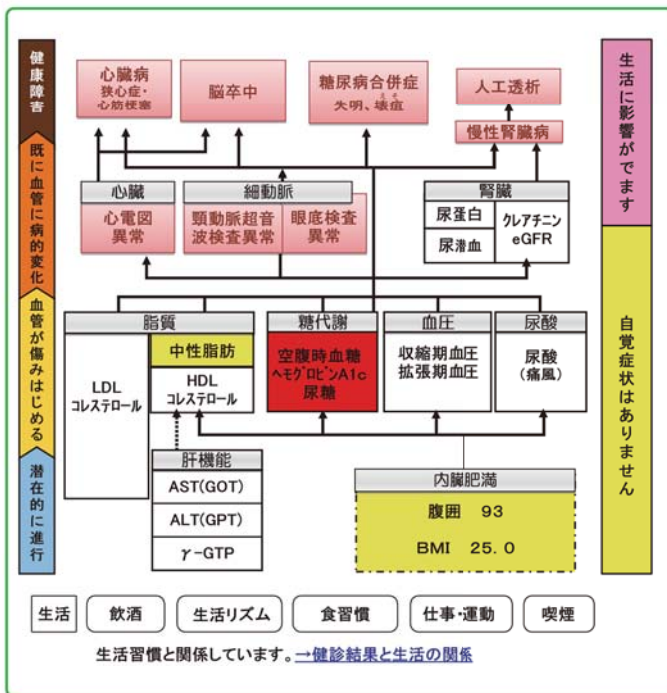 健康障害
既に血管に病的変化
血管が傷みはじめる
潜在的に進行
心臓病
狭心症・
心筋梗塞
脳卒中
糖尿病合併症
えそ
失明、壊疽
人工透析
慢性腎臓病
心臓
心電図
異常
細動脈
頸動脈超音
波検査異常
眼底検査
異常
腎臓
尿蛋白
尿潜血
クレアチニン
eGFR
脂質
LDL
コレステロール
中性脂肪
HDL
コレステロール
糖代謝
空腹時血糖
ヘモグロビンA1c
尿糖
血圧
収縮期血圧
拡張期血圧
尿酸
尿酸
(痛風)
肝機能
AST(GOT)
ALT(GPT)
γ-GTP
内臓肥満
腹囲 93
BMI 25.0
生活に影響がでます
自覚症状はありません
生活
飲酒
生活リズム
食習慣
仕事・運動
喫煙
生活習慣と関係しています。→健診結果と生活の関係